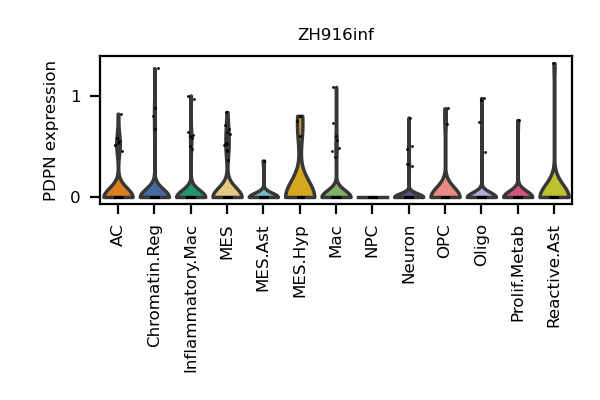 ZH916inf
PDPN expression
1
0
AC
Chromatin.Reg
Inflammatory.Mac
MES
MES.Ast
MES.Hyp
Mac
NPC
Neuron
OPC
Oligo
Prolif.Metab
Reactive.Ast